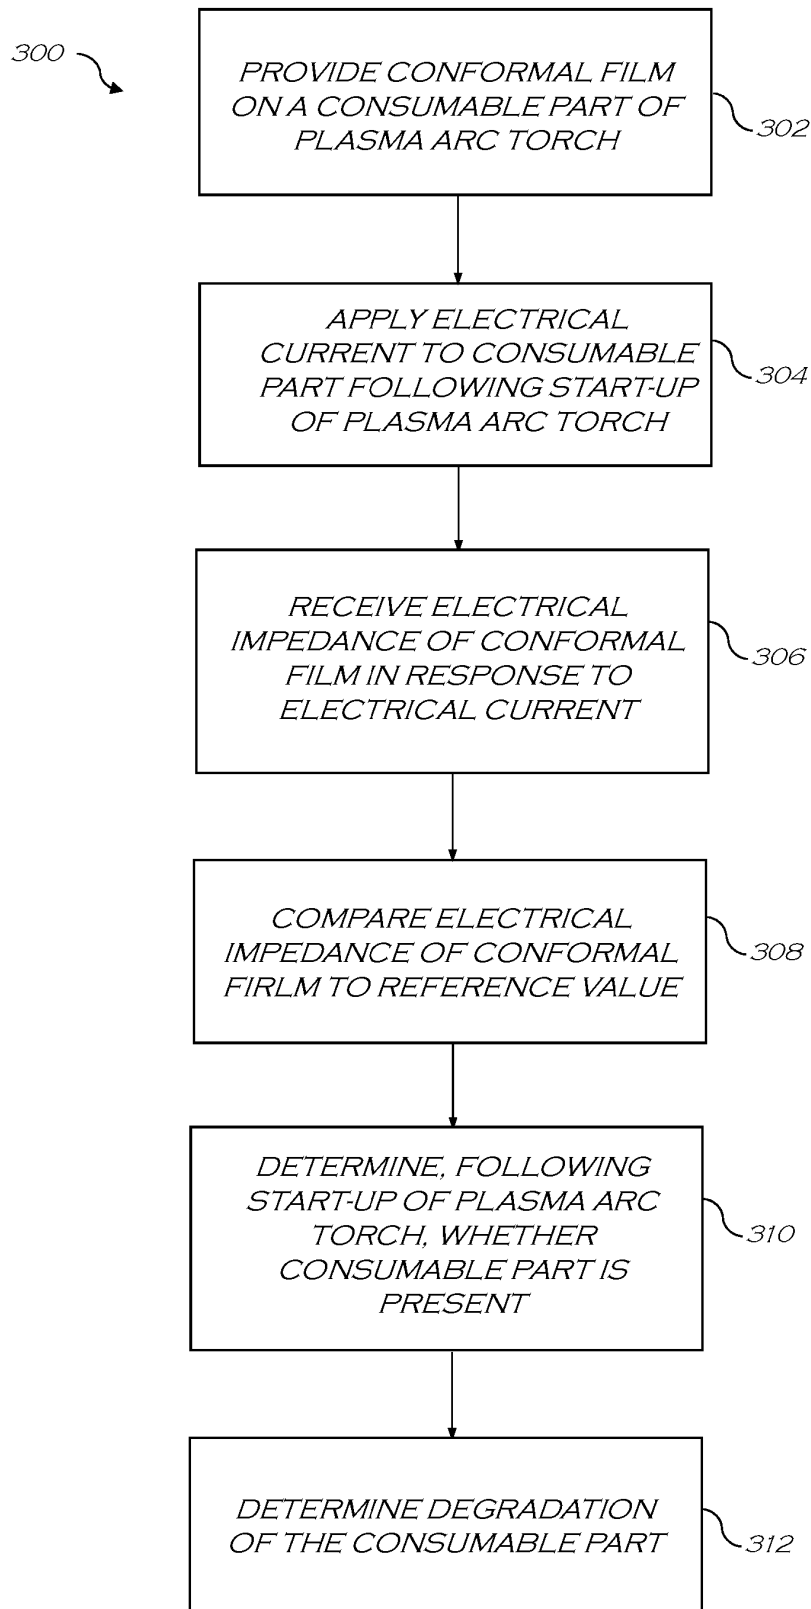 300
PROVIDE CONFORMAL FILM
ON A CONSUMABLE PART OF
PLASMA ARC TORCH
302
APPLY ELECTRICAL
CURRENT TO CONSUMABLE
PART FOLLOWING START-UP
OF PLASMA ARC TORCH
304
RECEIVE ELECTRICAL
IMPEDANCE OF CONFORMAL
FILM IN RESPONSE TO
ELECTRICAL CURRENT
306
COMPARE ELECTRICAL
IMPEDANCE OF CONFORMAL
FIRLM TO REFERENCE VALUE
308
DETERMINE, FOLLOWING
START-UP OF PLASMA ARC
TORCH, WHETHER
CONSUMABLE PART IS
PRESENT
310
DETERMINE DEGRADATION
OF THE CONSUMABLE PART
312